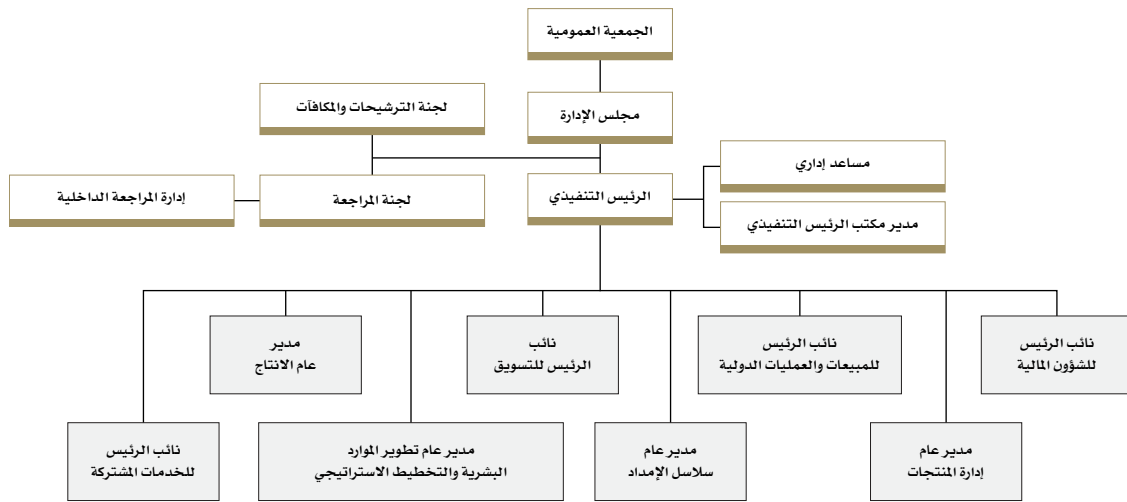 الجمعية العمومية
مجلس الإدارة
لجنة الترشيحات والمكافآت
الرئيس التنفيذي
مساعد إداري
مدير مكتب الرئيس التنفيذي
لجنة المراجعة
إدارة المراجعة الداخلية
نائب الرئيس
للشؤون المالية
نائب الرئيس
للمبيعات والعمليات الدولية
نائب
الرئيس للتسويق
مدير
عام الانتاج
مدير عام
إدارة المنتجات
مدير عام
سلاسل الإمداد
مدير عام تطوير الموارد
البشرية والتخطيط الاستراتيجي
نائب الرئيس
للخدمات المشتركة